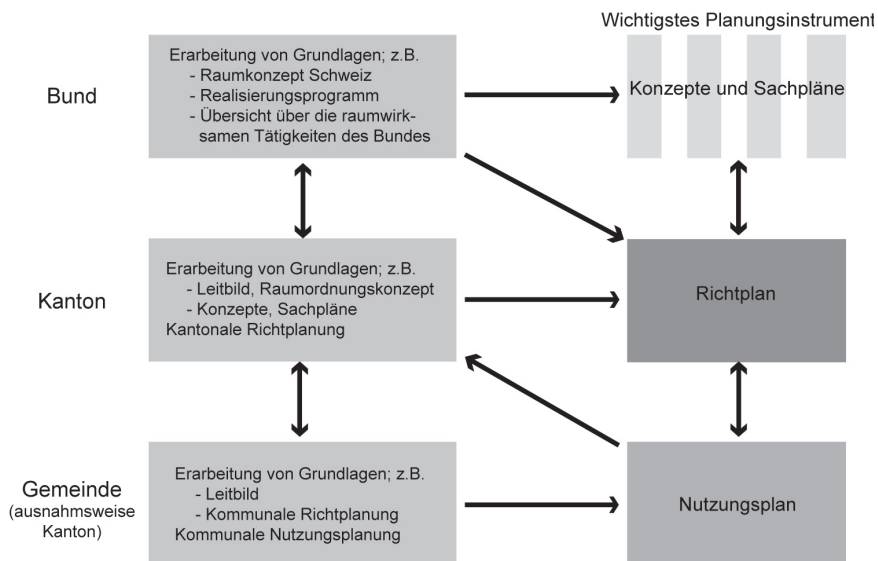 Wichtigstes Planungsinstrument
Bund
Erarbeitung von Grundlagen; z.B.
- Raumkonzept Schweiz
- Realisierungsprogramm
- Übersicht über die raumwirk-
samen Tätigkeiten des Bundes
Konzepte und Sachpläne
Kanton
Erarbeitung von Grundlagen; z.B.
- Leitbild, Raumordnungskonzept
- Konzepte, Sachpläne
Kantonale Richtplanung
Richtplan
Gemeinde
(ausnahmsweise
Kanton)
Erarbeitung von Grundlagen; z.B.
- Leitbild
- Kommunale Richtplanung
Kommunale Nutzungsplanung
Nutzungsplan